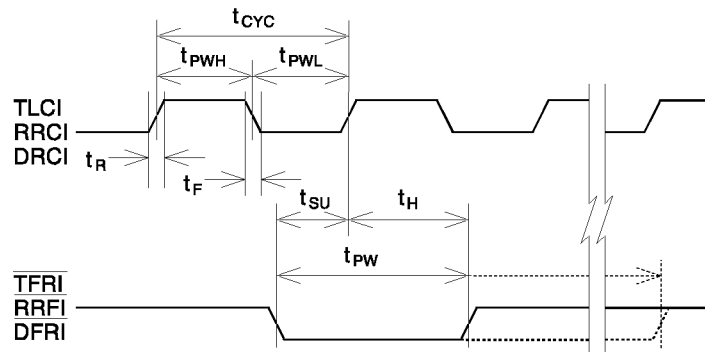 tCYC
tPWH tPWL
TLCI
RRCI
DRCI
tR
tF
tSU tH
tPW
TFRI
RRFI
DFRI